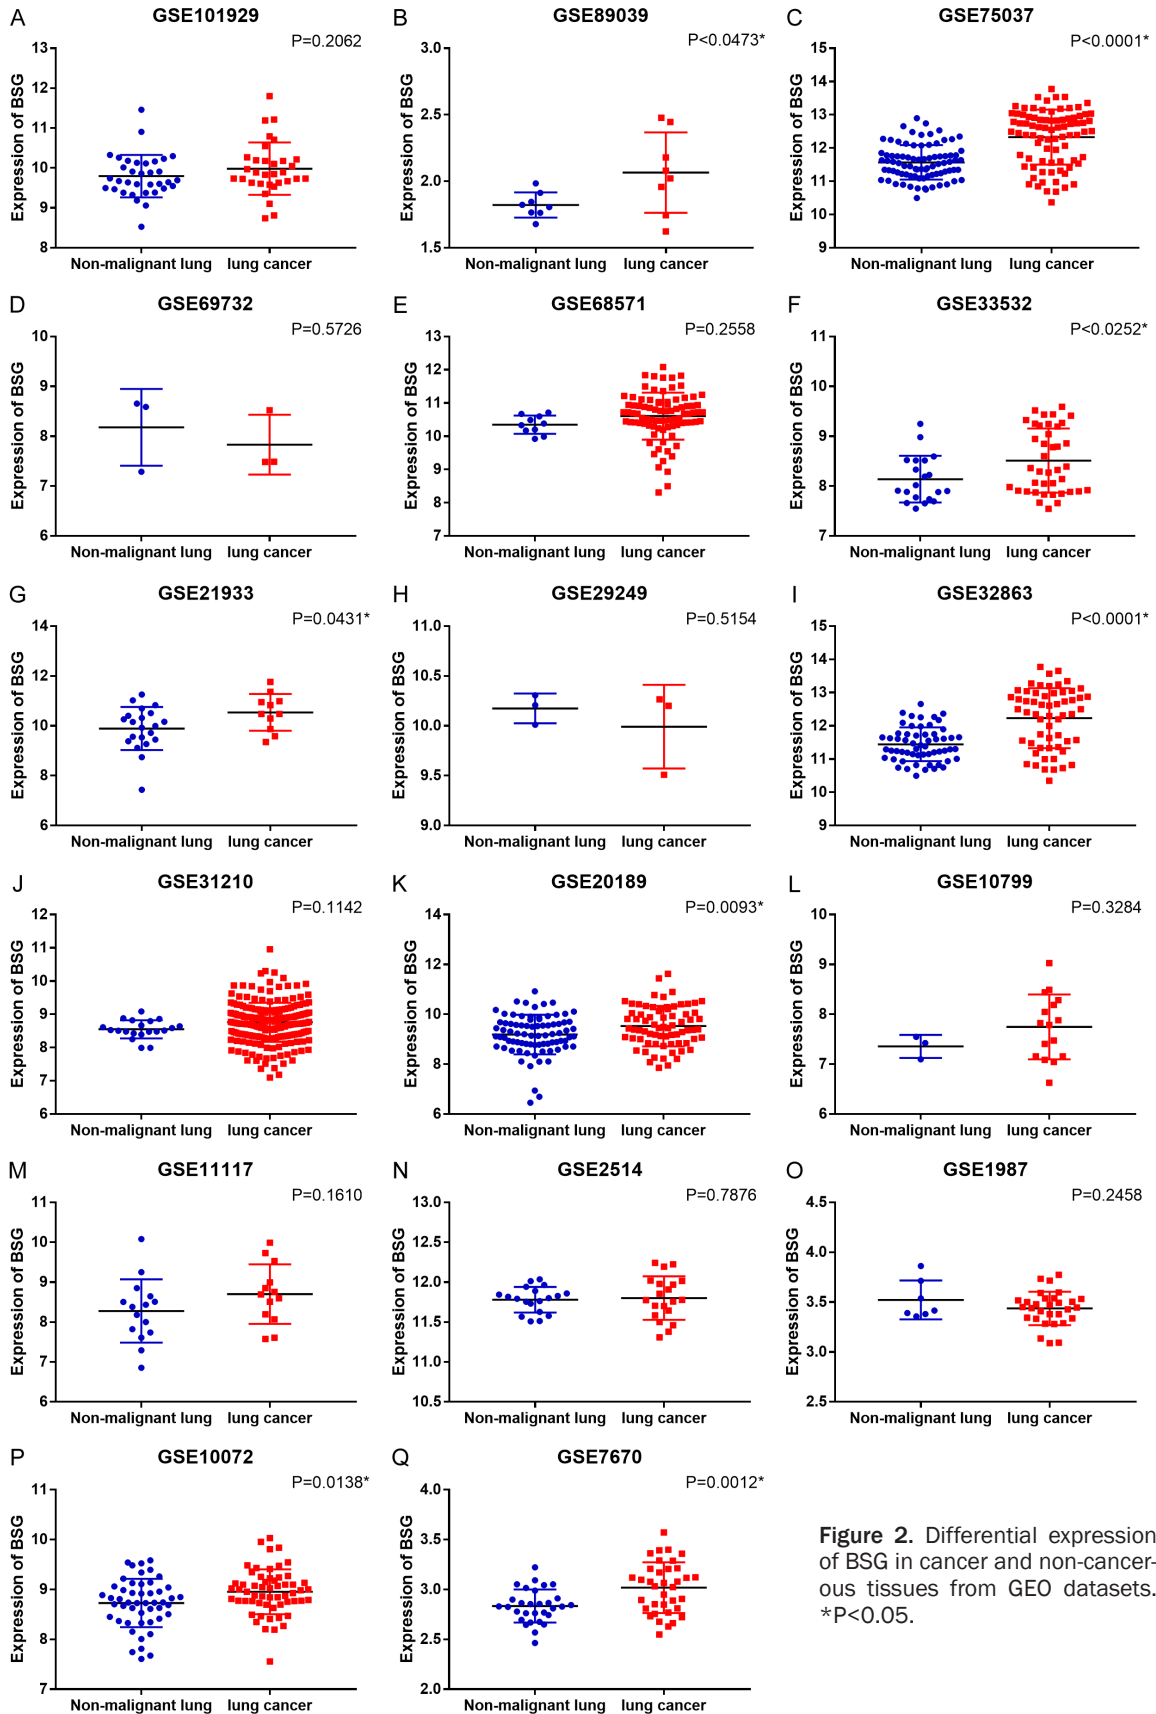 A GSE101929
P=0.2062
Expression of BSG
13
12
11
10
9
8
Non-malignant lung lung cancer
B GSE89039
P<0.0473*
Expression of BSG
3.0
2.5
2.0
1.5
Non-malignant lung lung cancer
C GSE75037
P<0.0001*
Expression of BSG
15
14
13
12
11
10
9
Non-malignant lung lung cancer
D GSE69732
P=0.5726
Expression of BSG
10
9
8
7
6
Non-malignant lung lung cancer
E GSE68571
P=0.2558
Expression of BSG
13
12
11
10
9
8
7
Non-malignant lung lung cancer
F GSE33532
P<0.0252*
Expression of BSG
11
10
9
8
7
Non-malignant lung lung cancer
G GSE21933
P=0.0431*
Expression of BSG
14
12
10
8
6
Non-malignant lung lung cancer
H GSE29249
P=0.5154
Expression of BSG
11.0
10.5
10.0
9.5
9.0
Non-malignant lung lung cancer
I GSE32863
P<0.0001*
Expression of BSG
15
14
13
12
11
10
9
Non-malignant lung lung cancer
J GSE31210
P=0.1142
Expression of BSG
12
11
10
9
8
7
6
Non-malignant lung lung cancer
K GSE20189
P=0.0093*
Expression of BSG
14
12
10
8
6
Non-malignant lung lung cancer
L GSE10799
P=0.3284
Expression of BSG
10
9
8
7
6
Non-malignant lung lung cancer
M GSE11117
P=0.1610
Expression of BSG
11
10
9
8
7
6
Non-malignant lung lung cancer
N GSE2514
P=0.7876
Expression of BSG
13.0
12.5
12.0
11.5
11.0
10.5
Non-malignant lung lung cancer
O GSE1987
P=0.2458
Expression of BSG
4.5
4.0
3.5
3.0
2.5
Non-malignant lung lung cancer
P GSE10072
P=0.0138*
Expression of BSG
11
10
9
8
7
Non-malignant lung lung cancer
Q GSE7670
P=0.0012*
Expression of BSG
4.0
3.5
3.0
2.5
2.0
Non-malignant lung lung cancer
Figure 2. Differential expression
of BSG in cancer and non-cancer-
ous tissues from GEO datasets.
*P<0.05.